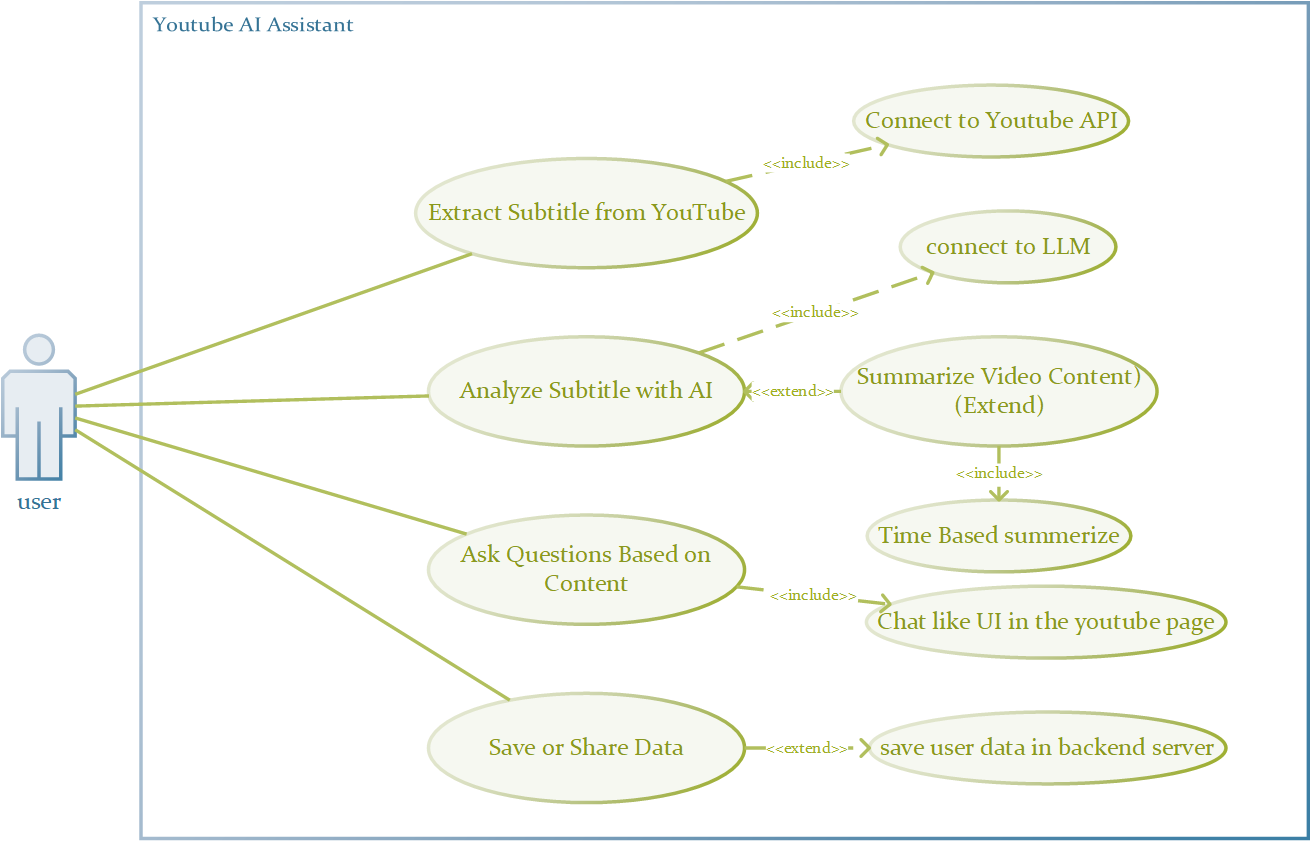 Youtube AI Assistant
Connect to Youtube API
<<include>>
Extract Subtitle from YouTube
connect to LLM
<<include>>
Summarize Video Content)
(Extend)
Analyze Subtitle with AI
<<extend>>
<<include>>
user
Time Based summerize
Ask Questions Based on
Content
<<include>>
Chat like UI in the youtube page
Save or Share Data
<<extend>>
save user data in backend server